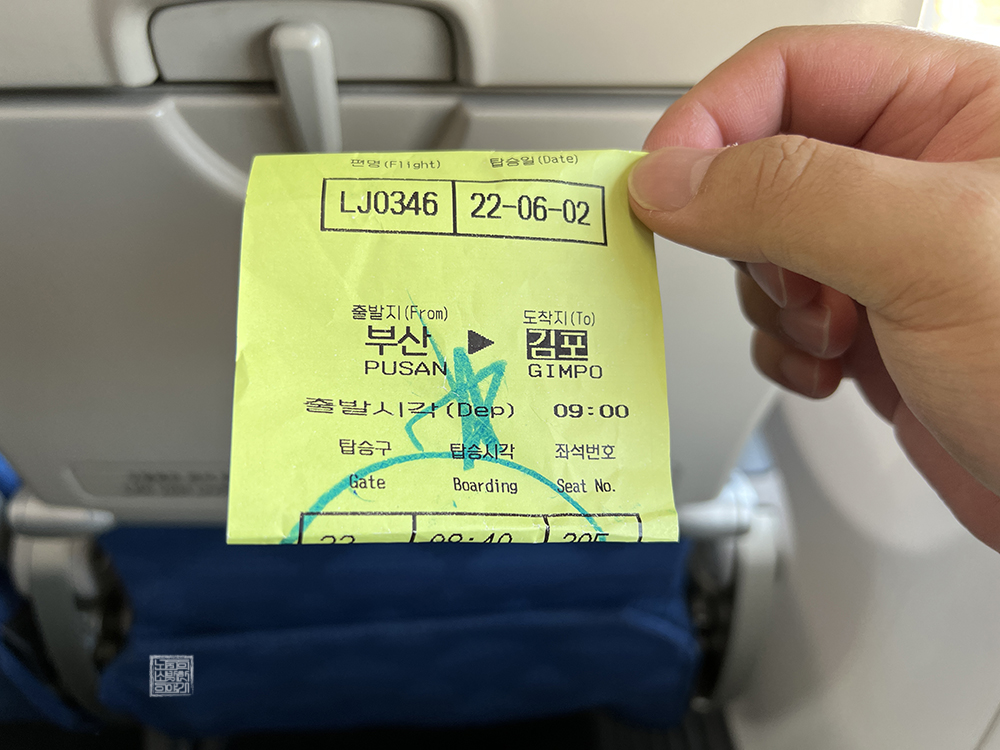 편명(Flight) 탑승일(Date)
LJ0346 22-06-02
출발지(From) 도착지(To)
부산 ▶ 김포
PUSAN GIMPO
출발시각(Dep) 09:00
탑승구 탑승시각 좌석번호
Gate Boarding Seat No.